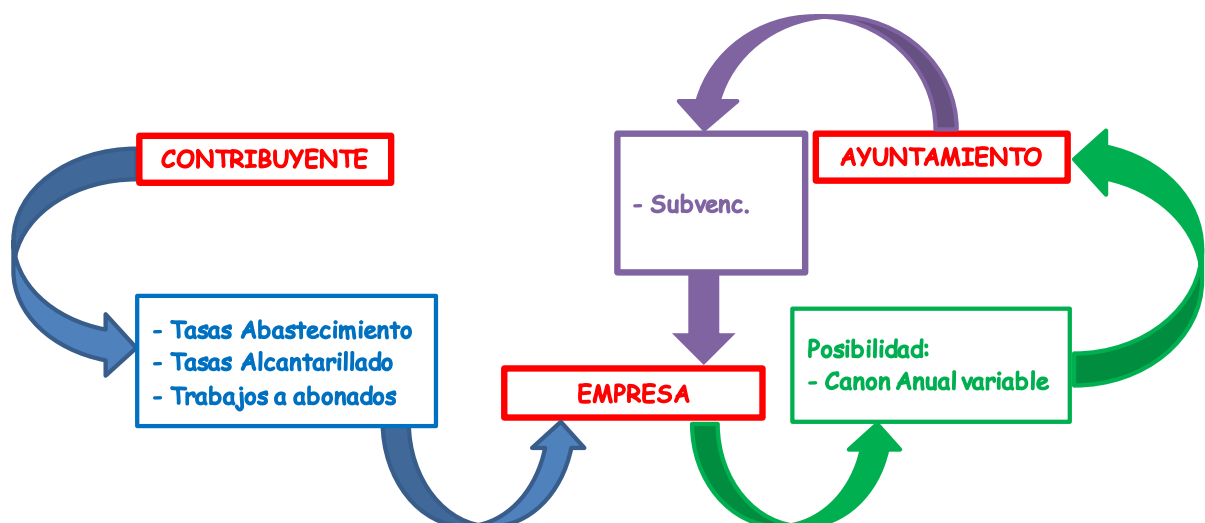 CONTRIBUYENTE
AYUNTAMIENTO
- Subvenc.
- Tasas Abastecimiento
- Tasas Alcantarillado
- Trabajos a abonados
EMPRESA
Posibilidad:
- Canon Anual variable